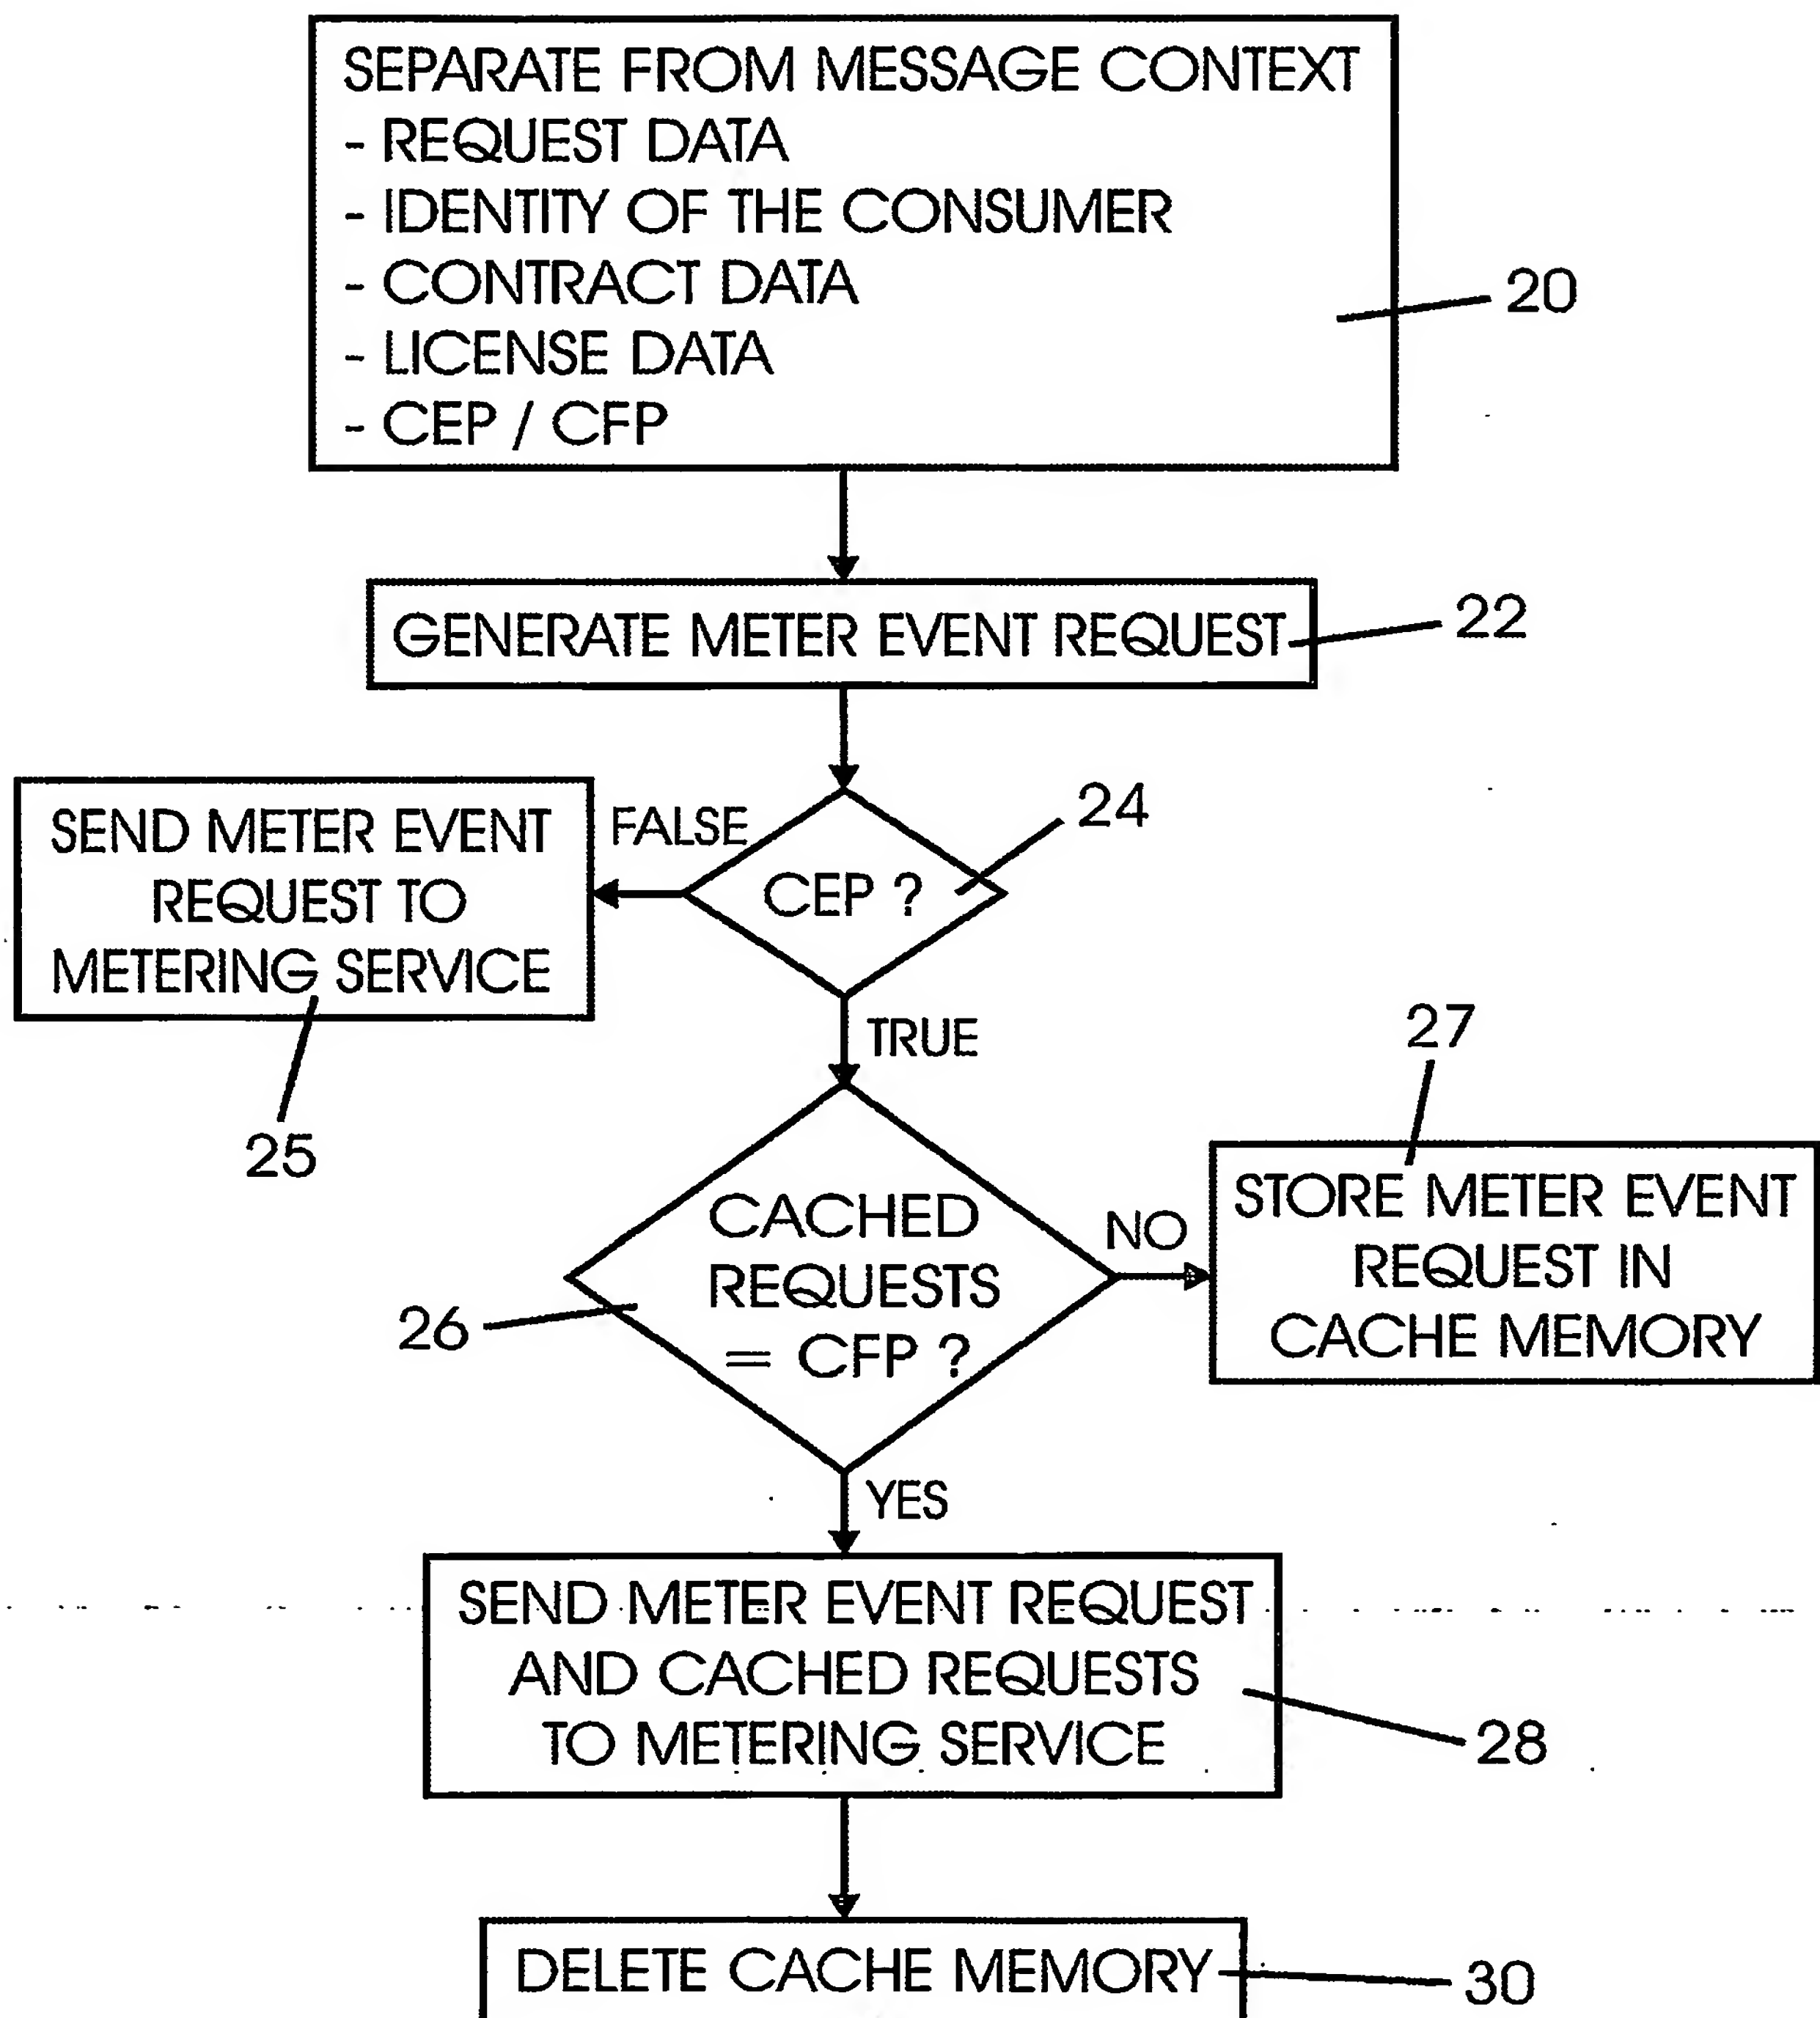 SEPARATE FROM MESSAGE CONTEXT
- REQUEST DATA
- IDENTITY OF THE CONSUMER
- CONTRACT DATA
- LICENSE DATA
- CEP / CFP
20
GENERATE METER EVENT REQUEST
22
SEND METER EVENT
REQUEST TO
METERING SERVICE
25
FALSE
CEP ?
24
TRUE
CACHED
REQUESTS
= CFP ?
26
NO
27
STORE METER EVENT
REQUEST IN
CACHE MEMORY
YES
SEND METER EVENT REQUEST
AND CACHED REQUESTS
TO METERING SERVICE
28
DELETE CACHE MEMORY
30